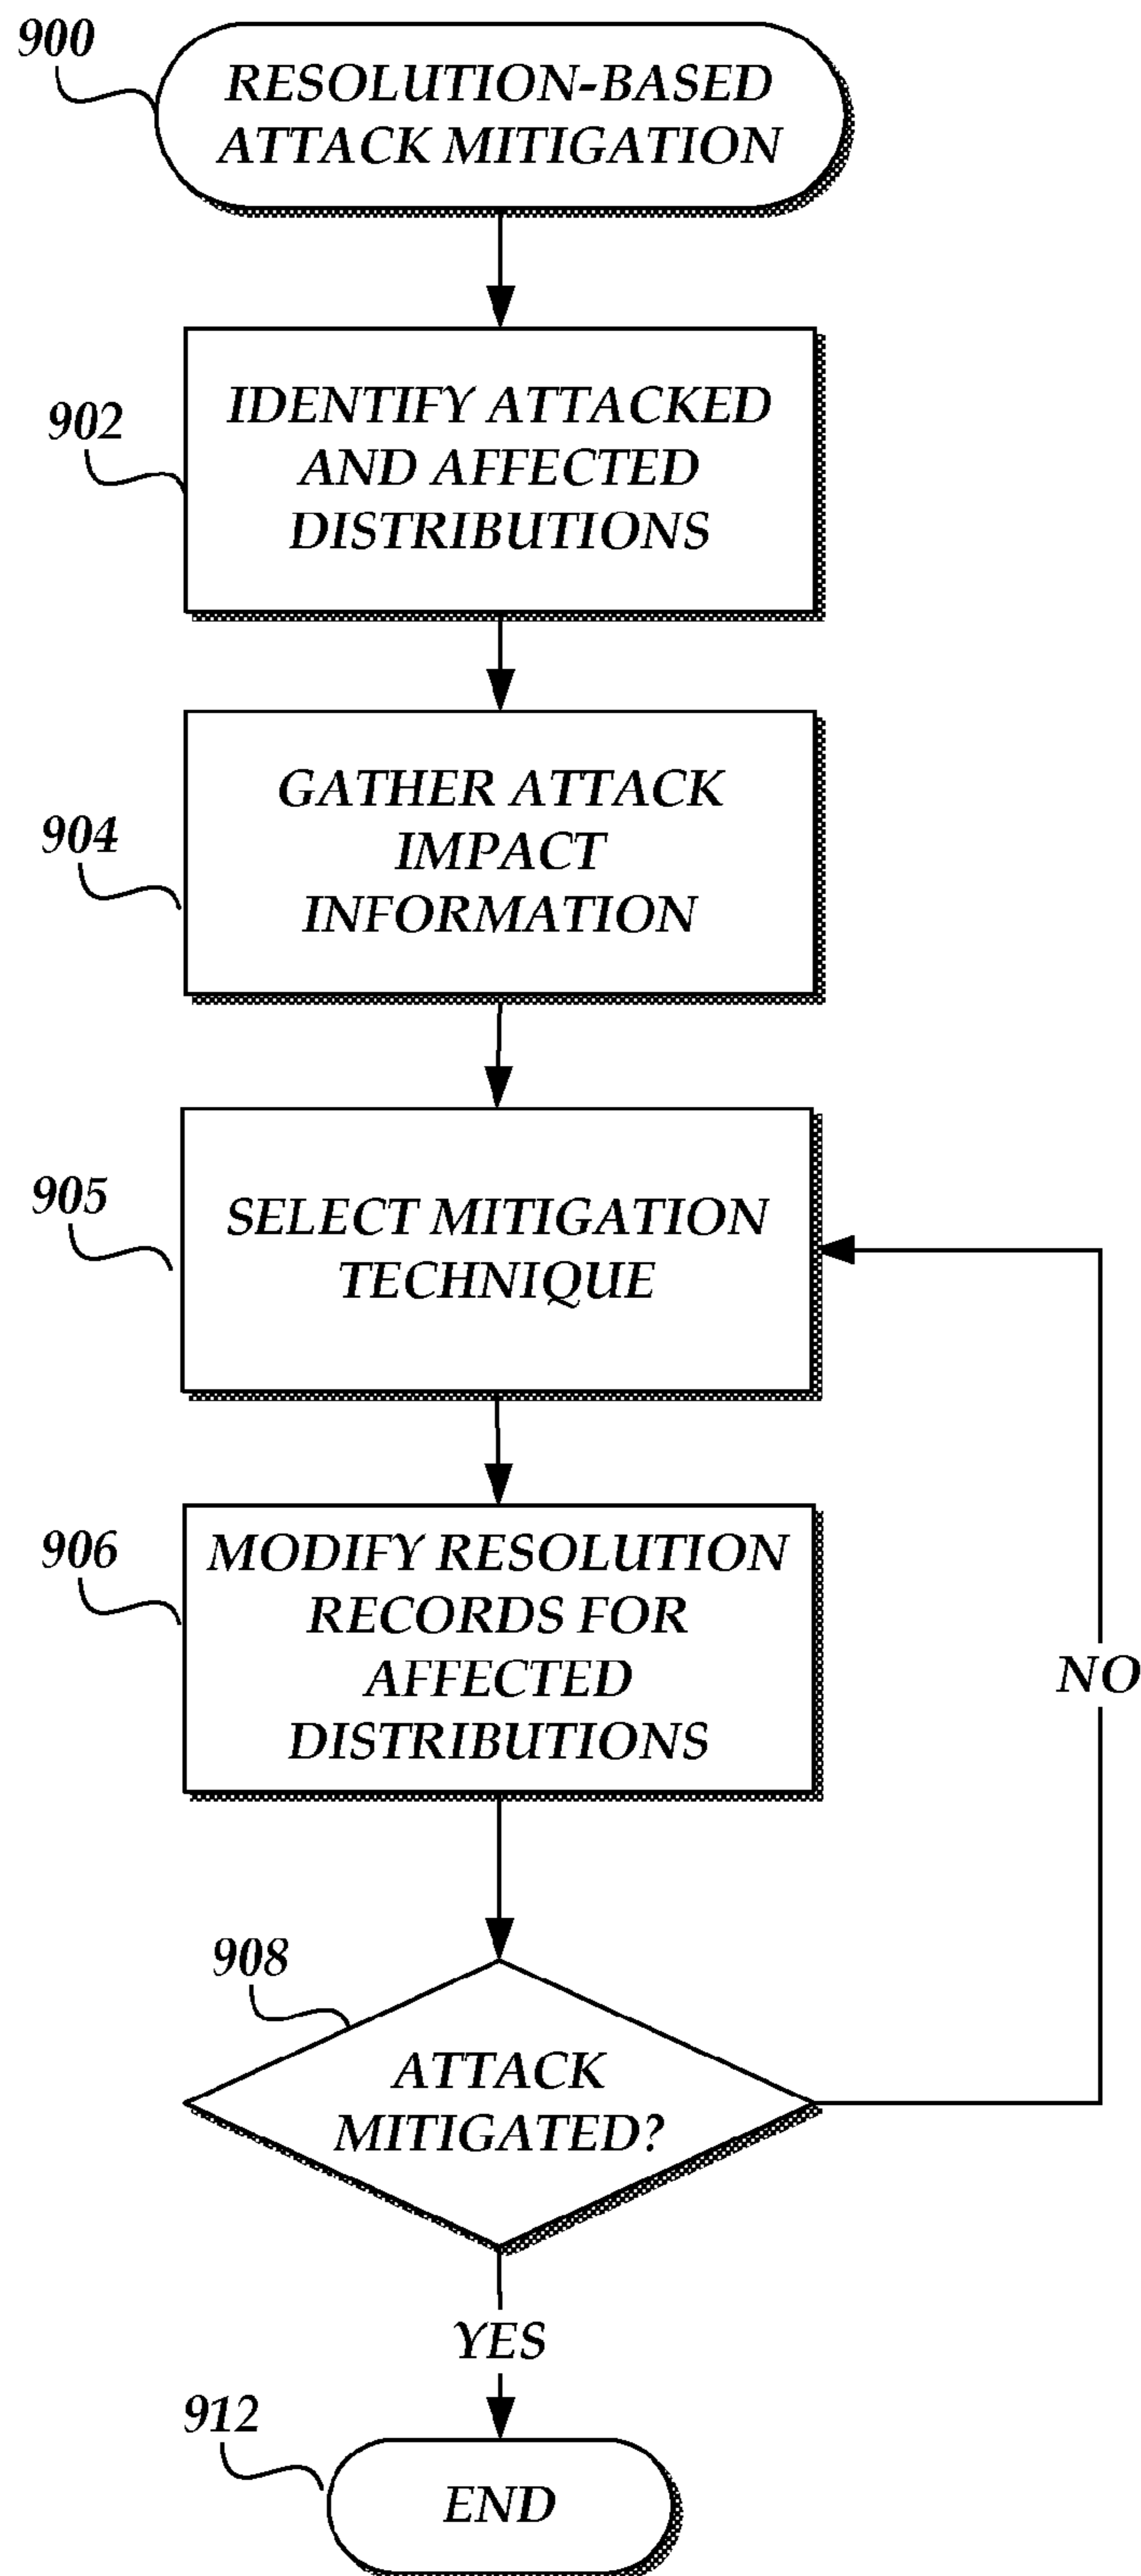 900
RESOLUTION-BASED
ATTACK MITIGATION
902
IDENTIFY ATTACKED
AND AFFECTED
DISTRIBUTIONS
904
GATHER ATTACK
IMPACT
INFORMATION
905
SELECT MITIGATION
TECHNIQUE
906
MODIFY RESOLUTION
RECORDS FOR
AFFECTED
DISTRIBUTIONS
NO
908
ATTACK
MITIGATED?
YES
912
END